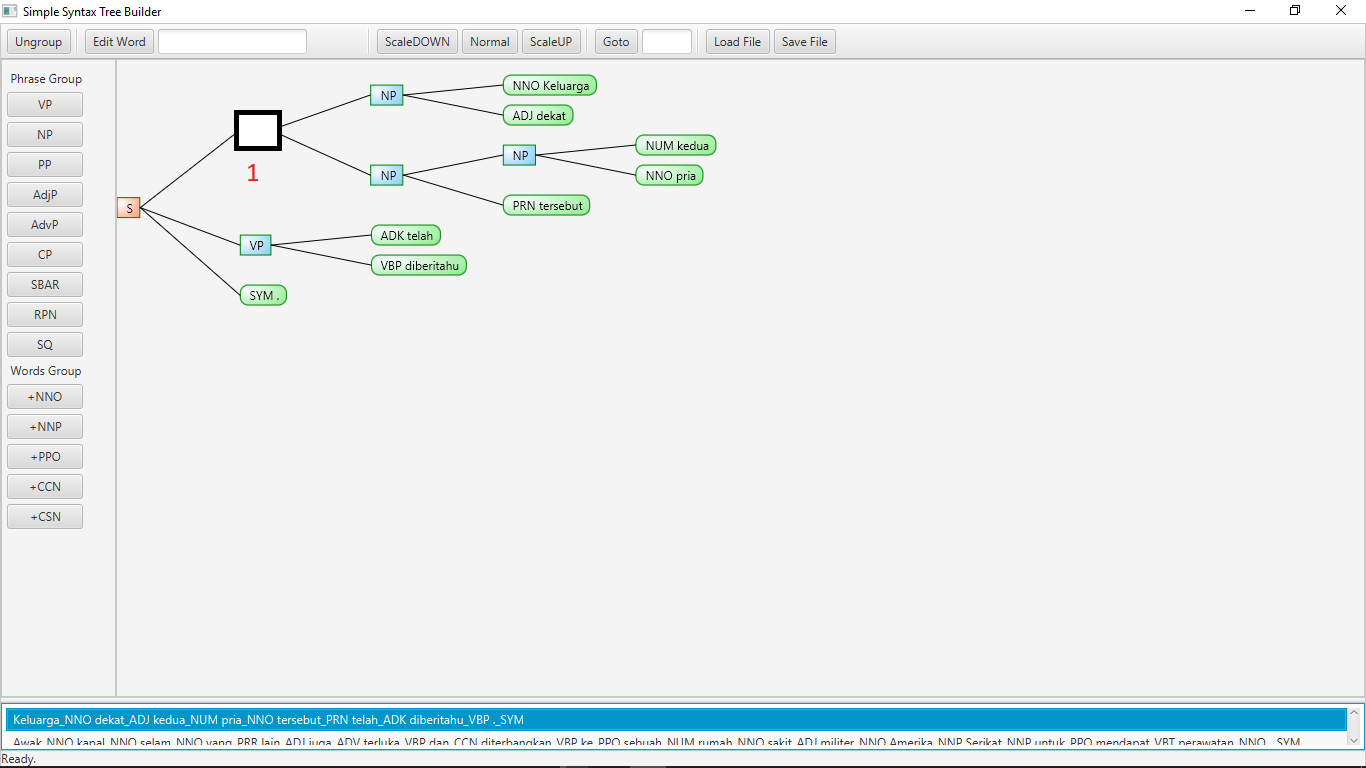 Simple Syntax Tree Builder
Ungroup Edit Word ScaleDOWN Normal ScaleUP Goto Load File Save File
Phrase Group
VP
NP
PP
AdjP
AdvP
CP
SBAR
RPN
SQ
Words Group
+NNO
+NNP
+PPO
+CCN
+CSN
NP
NNO Keluarga
ADJ dekat
1
NP
NP
NUM kedua
NNO pria
PRN tersebut
S
VP
ADK telah
VBP diberitahu
SYM .
Keluarga_NNO dekat_ADJ kedua_NUM pria_NNO tersebut_PRN telah_ADK diberitahu_VBP ._SYM
Awak_NNO kapal_NNO selam_NNO yang_PRR lain_ADJ juga_ADV terluka_VBP dan_CCN diterbangkan_VBP ke_PPO sebuah_NUM rumah_NNO sakit_ADJ militer_NNO Amerika_NNP Serikat_NNP untuk_PPO mendapat_VBT perawatan_NNO ._SYM
Ready.